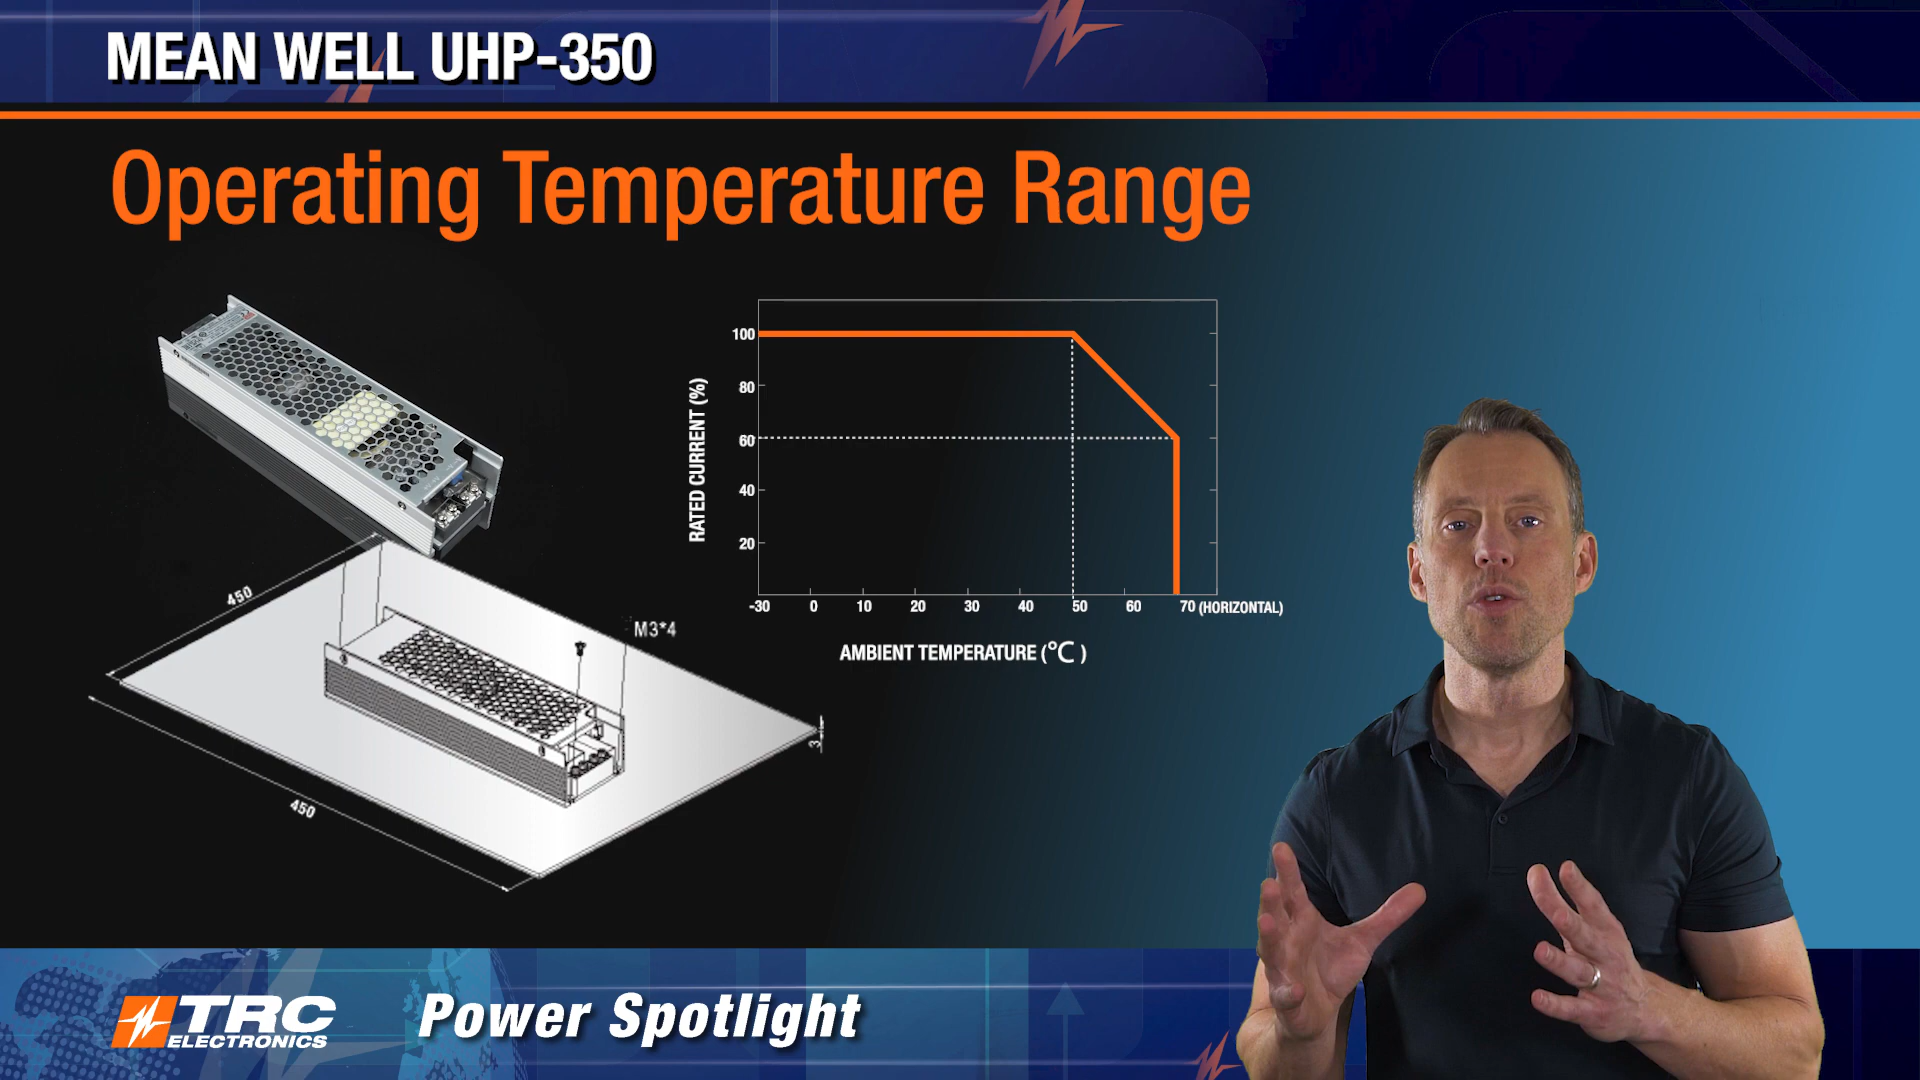 MEAN WELL UHP-350
Operating Temperature Range
100
80
60
40
20
RATED CURRENT (%)
-30 0 10 20 30 40 50 60 70 (HORIZONTAL)
AMBIENT TEMPERATURE (°C )
450
M3*4
3
450
TRC
ELECTRONICS
Power Spotlight